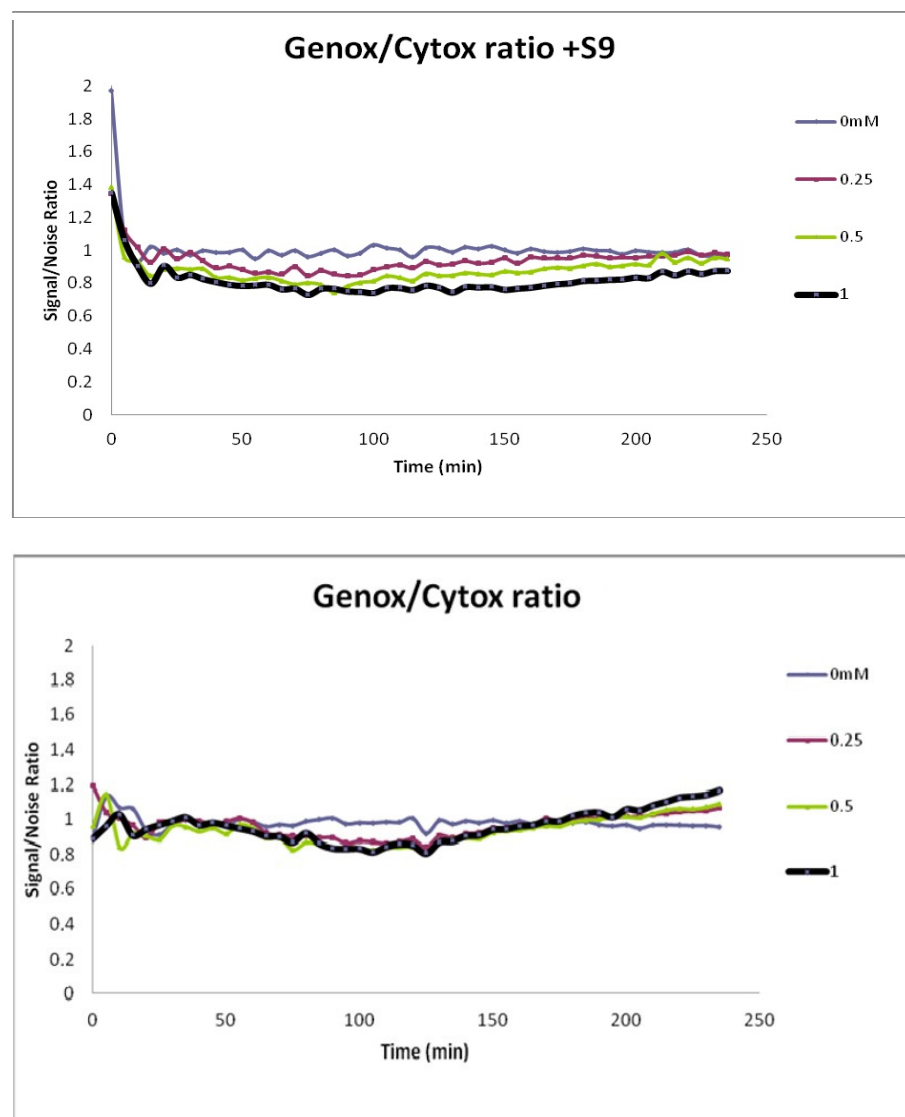 Genox/Cytox ratio +S9
Signal/Noise Ratio
2
1.8
1.6
1.4
1.2
1
0.8
0.6
0.4
0.2
0
0 50 100 150 200 250
Time (min)
0mM
0.25
0.5
1
Genox/Cytox ratio
Signal/Noise Ratio
2
1.8
1.6
1.4
1.2
1
0.8
0.6
0.4
0.2
0
0 50 100 150 200 250
Time (min)
0mM
0.25
0.5
1